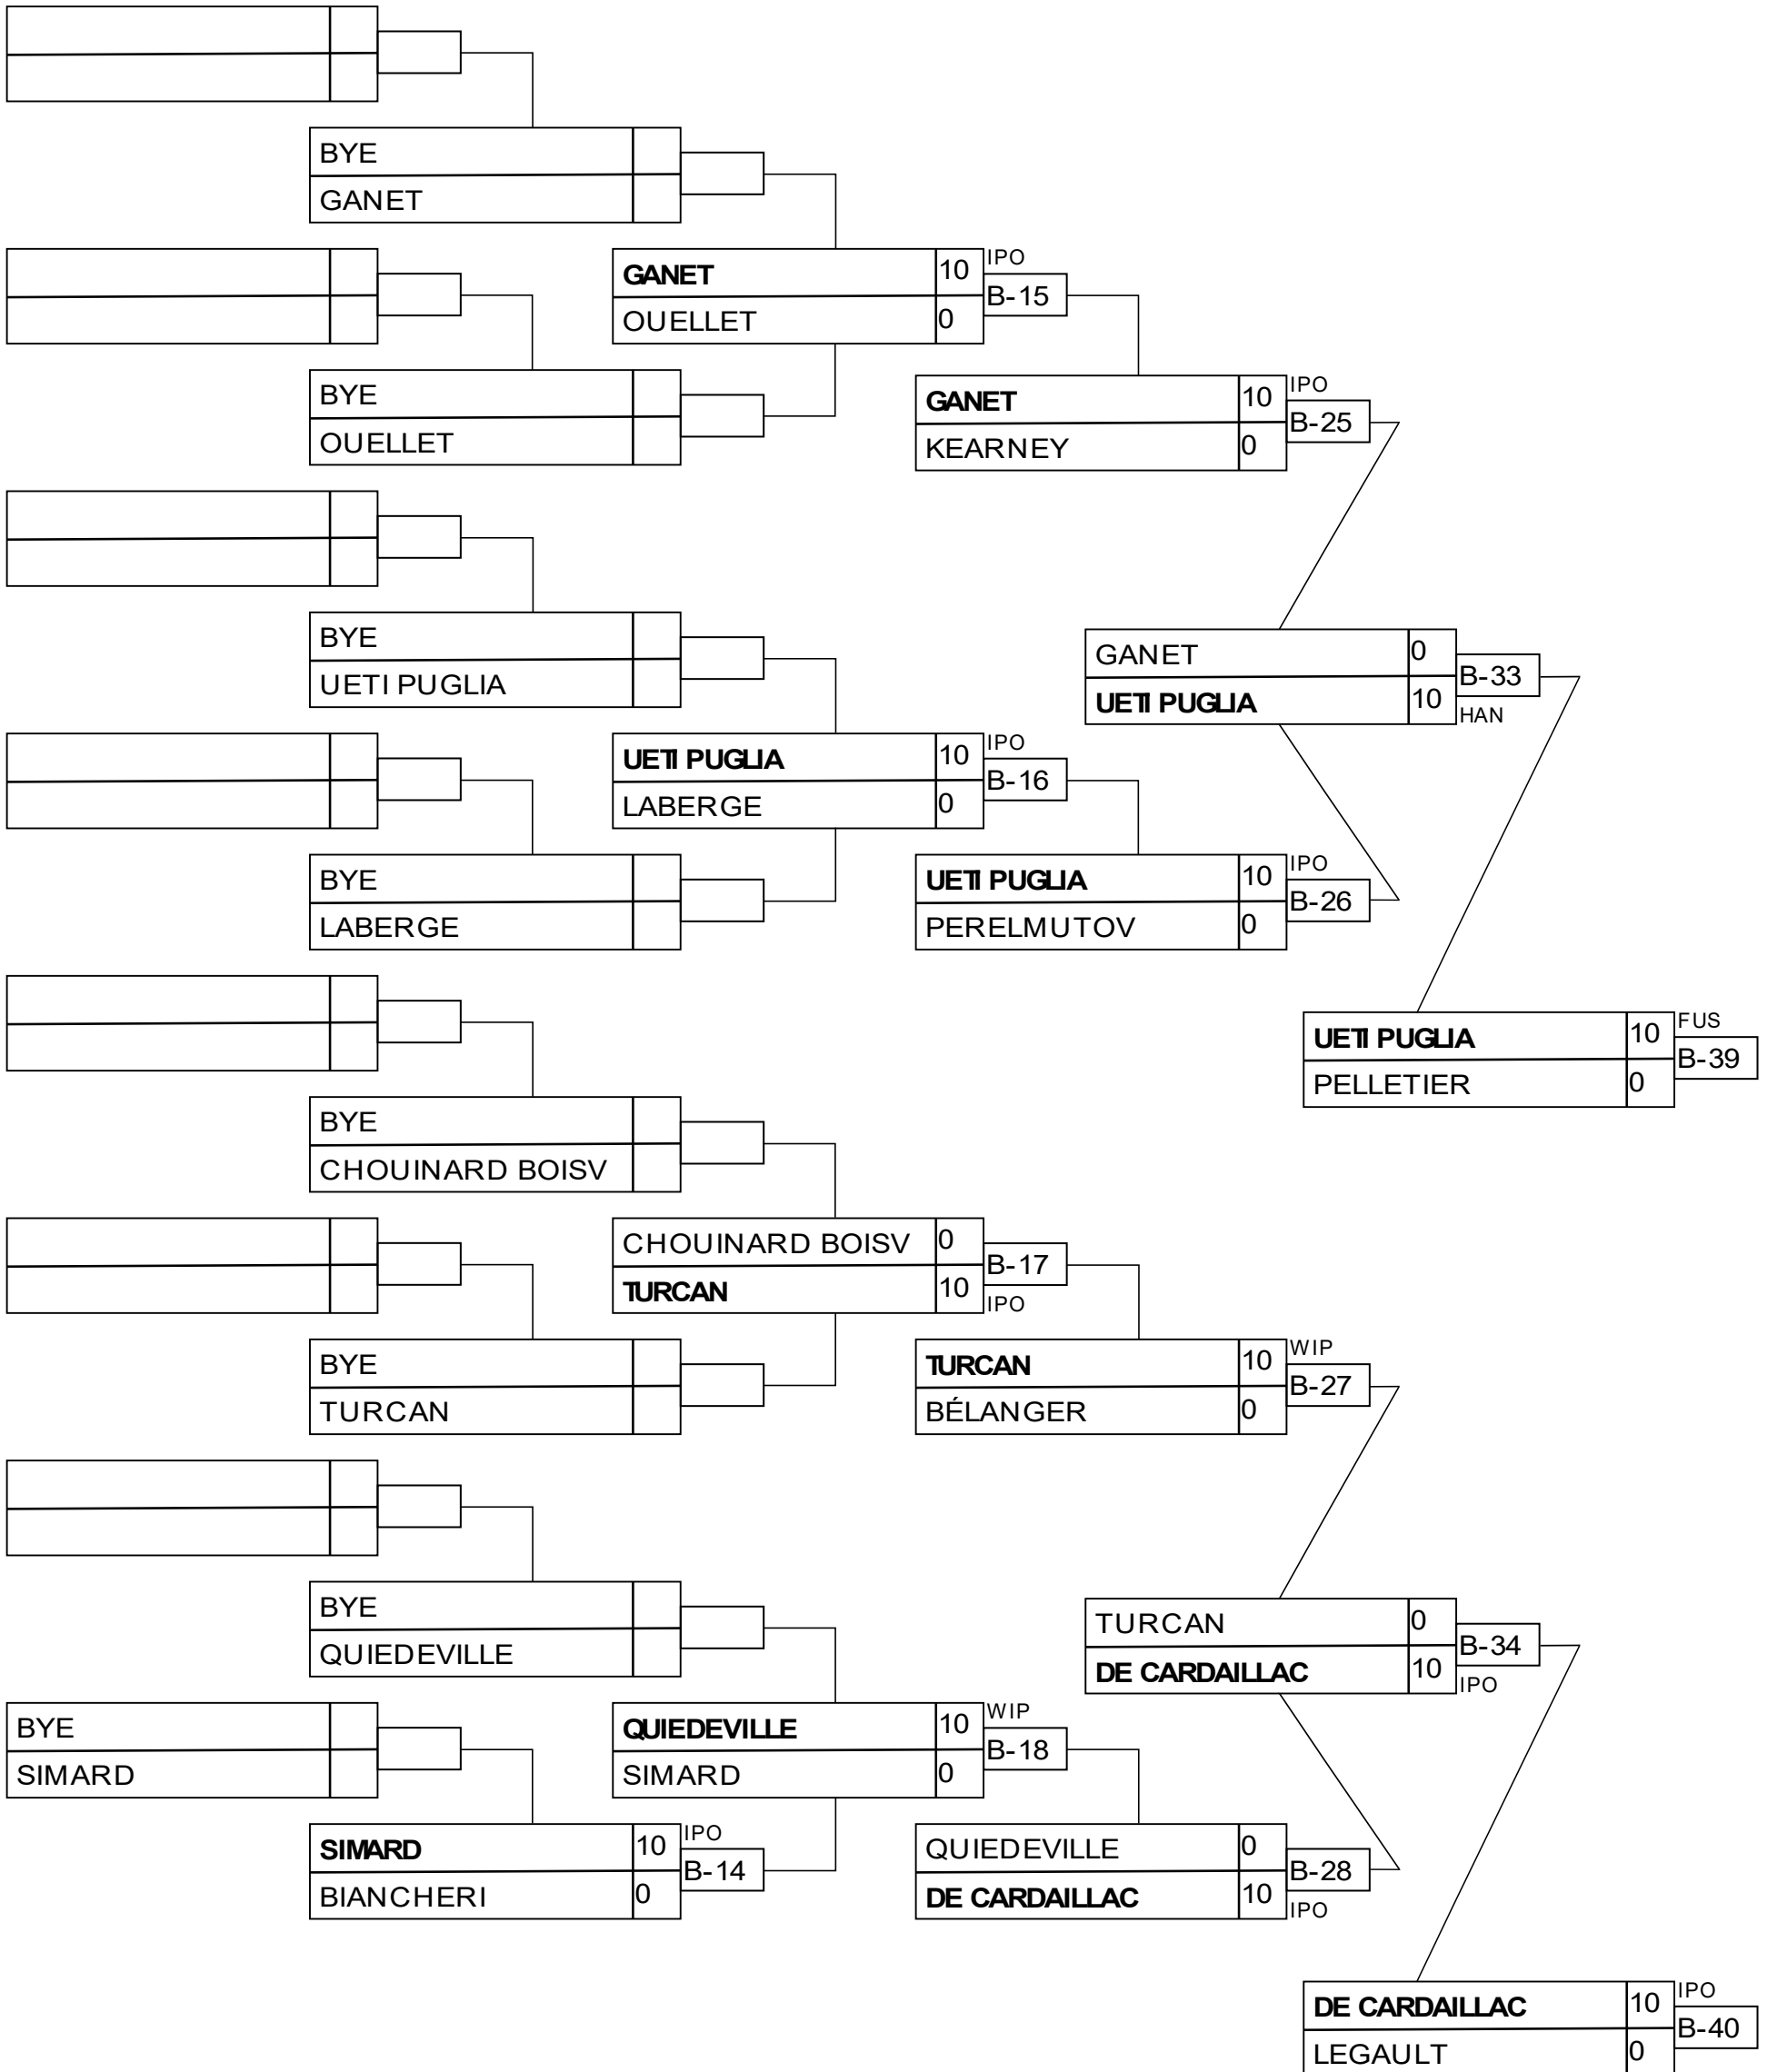 BYE
GANET
GANET 10 IPO
B-15
OUELLET 0
BYE
OUELLET
GANET 10 IPO
B-25
KEARNEY 0
BYE
UETI PUGLIA
GANET 0
B-33
UETI PUGLIA 10 HAN
UETI PUGLIA 10 IPO
B-16
LABERGE 0
BYE
LABERGE
UETI PUGLIA 10 IPO
B-26
PERELMUTOV 0
UETI PUGLIA 10 FUS
B-39
PELLETIER 0
BYE
CHOUINARD BOISV
CHOUINARD BOISV 0
B-17
TURCAN 10 IPO
BYE
TURCAN
TURCAN 10 WIP
B-27
BÉLANGER 0
BYE
QUIEDEVILLE
TURCAN 0
B-34
DE CARDAILLAC 10 IPO
BYE
SIMARD
QUIEDEVILLE 10 WIP
B-18
SIMARD 0
SIMARD 10 IPO
B-14
BIANCHERI 0
QUIEDEVILLE 0
B-28
DE CARDAILLAC 10 IPO
DE CARDAILLAC 10 IPO
B-40
LEGAULT 0